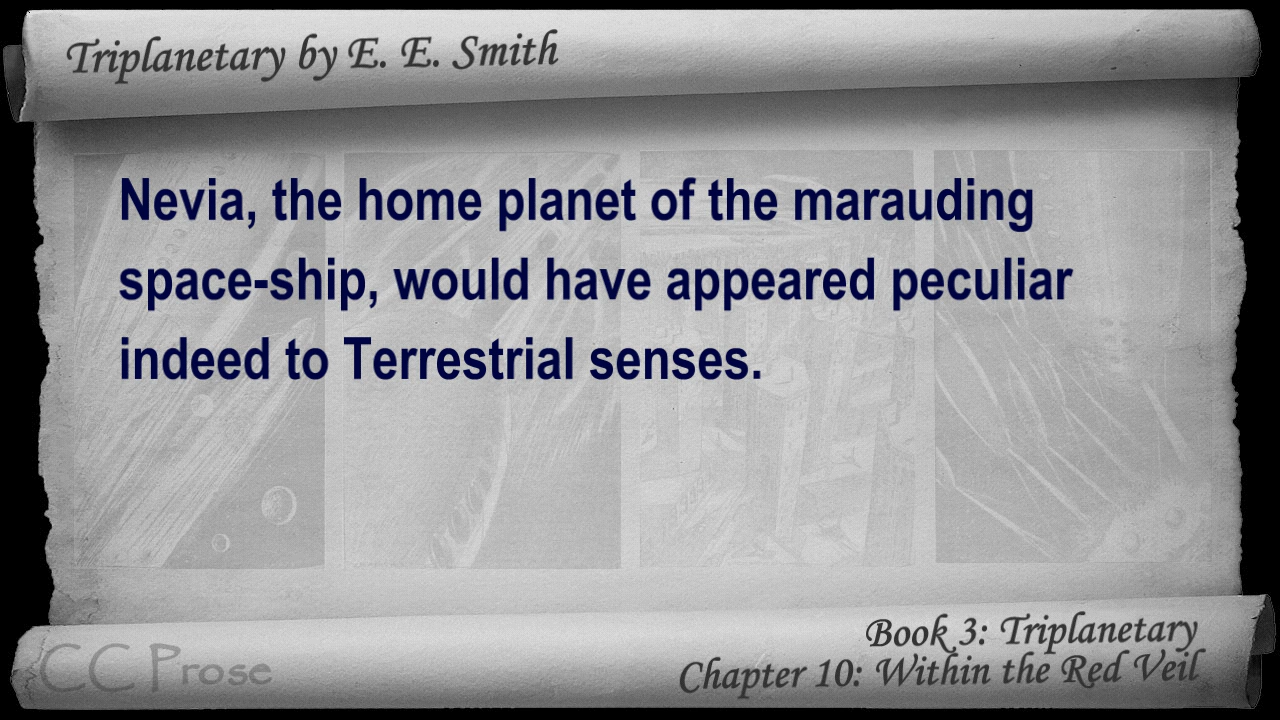 Triplanetary by E. E. Smith
Nevia, the home planet of the marauding
space-ship, would have appeared peculiar
indeed to Terrestrial senses.
Book 3: Triplanetary
Chapter 10: Within the Red Veil
CC Prose